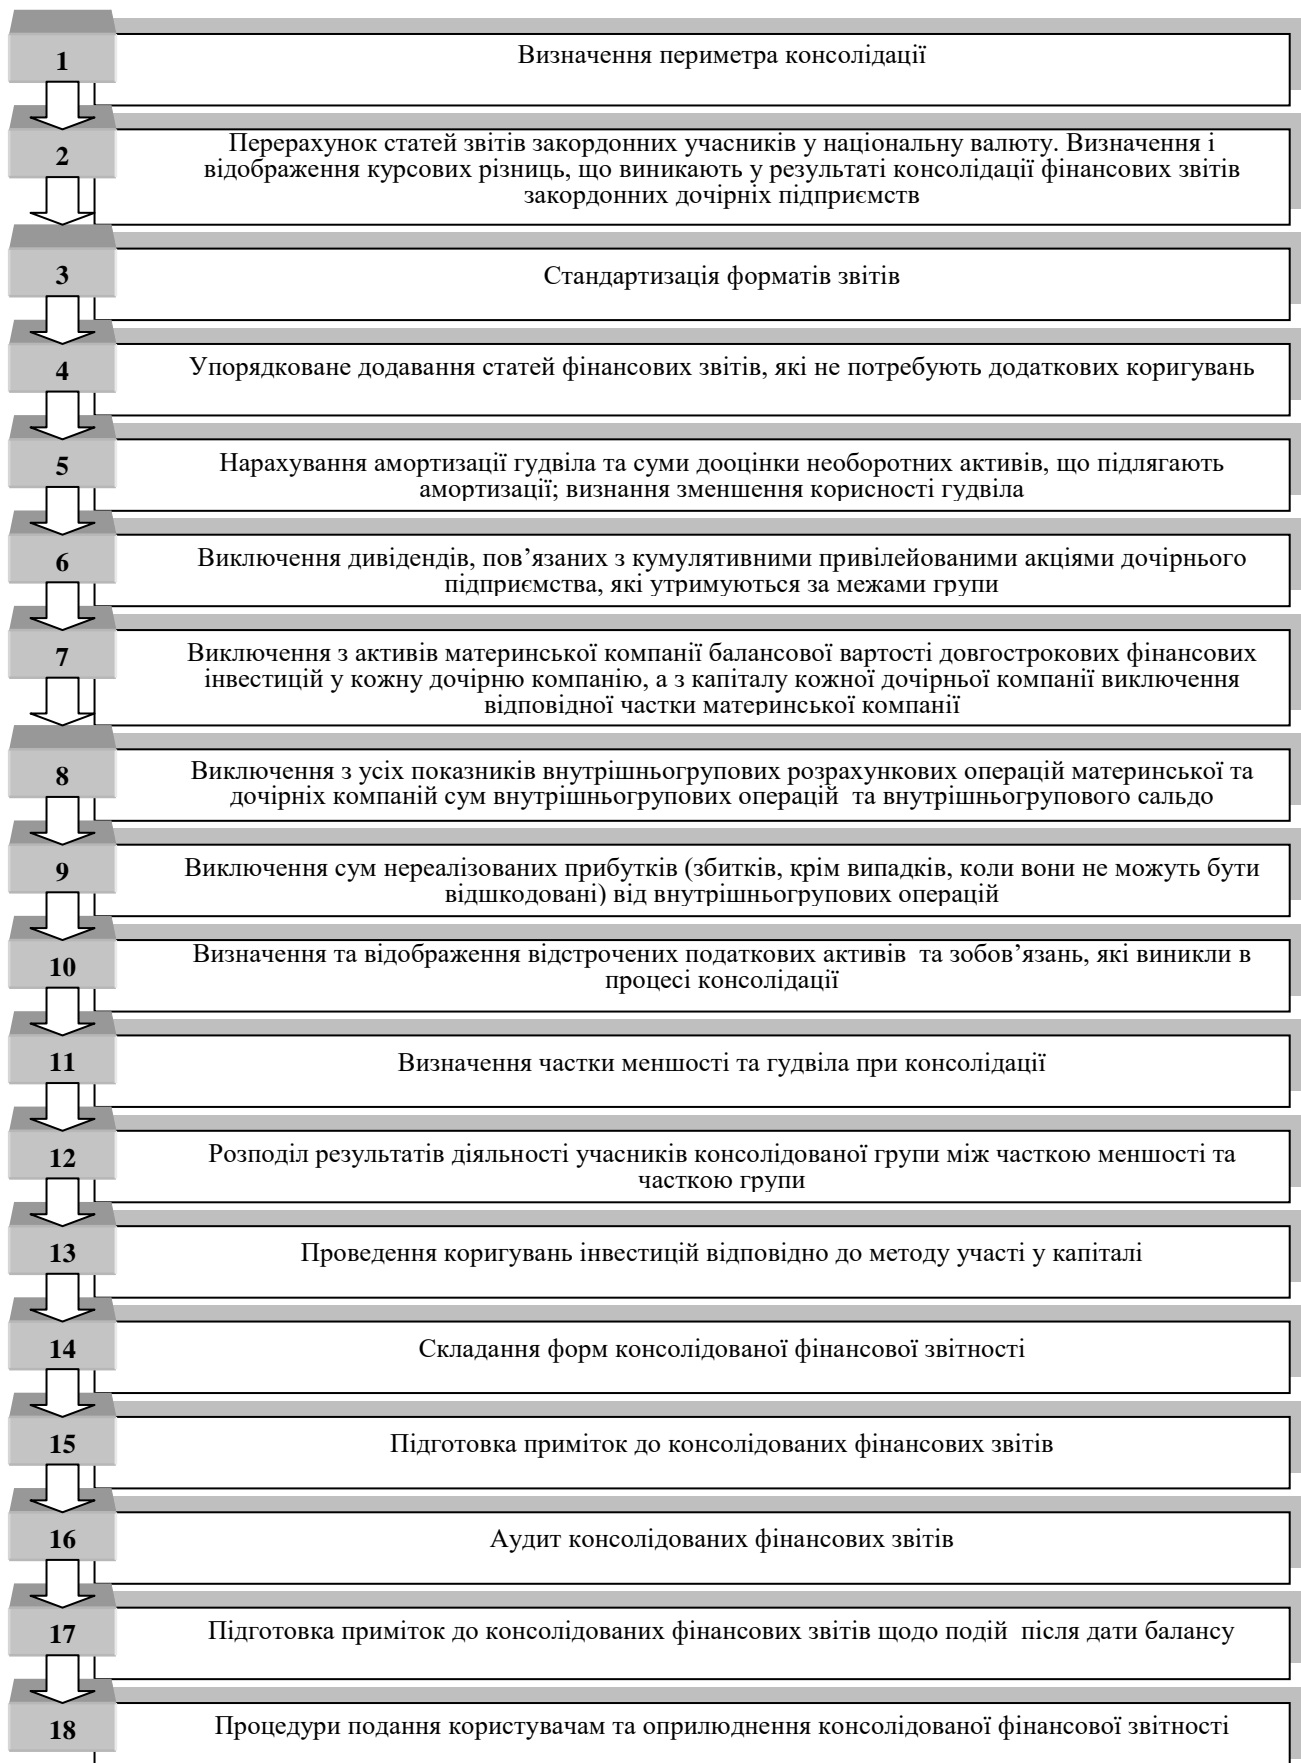 1
Визначення периметра консолідації
2
Перерахунок статей звітів закордонних учасників у національну валюту. Визначення і
відображення курсових різниць, що виникають у результаті консолідації фінансових звітів
закордонних дочірніх підприємств
3
Стандартизація форматів звітів
4
Упорядковане додавання статей фінансових звітів, які не потребують додаткових коригувань
5
Нарахування амортизації гудвіла та суми дооцінки необоротних активів, що підлягають
амортизації; визнання зменшення корисності гудвіла
6
Виключення дивідендів, пов’язаних з кумулятивними привілейованими акціями дочірнього
підприємства, які утримуються за межами групи
7
Виключення з активів материнської компанії балансової вартості довгострокових фінансових
інвестицій у кожну дочірню компанію, а з капіталу кожної дочірньої компанії виключення
відповідної частки материнської компанії
8
Виключення з усіх показників внутрішньогрупових розрахункових операцій материнської та
дочірніх компаній сум внутрішньогрупових операцій та внутрішньогрупового сальдо
9
Виключення сум нереалізованих прибутків (збитків, крім випадків, коли вони не можуть бути
відшкодовані) від внутрішньогрупових операцій
10
Визначення та відображення відстрочених податкових активів та зобов’язань, які виникли в
процесі консолідації
11
Визначення частки меншості та гудвіла при консолідації
12
Розподіл результатів діяльності учасників консолідованої групи між часткою меншості та
часткою групи
13
Проведення коригувань інвестицій відповідно до методу участі у капіталі
14
Складання форм консолідованої фінансової звітності
15
Підготовка приміток до консолідованих фінансових звітів
16
Аудит консолідованих фінансових звітів
17
Підготовка приміток до консолідованих фінансових звітів щодо подій після дати балансу
18
Процедури подання користувачам та оприлюднення консолідованої фінансової звітності